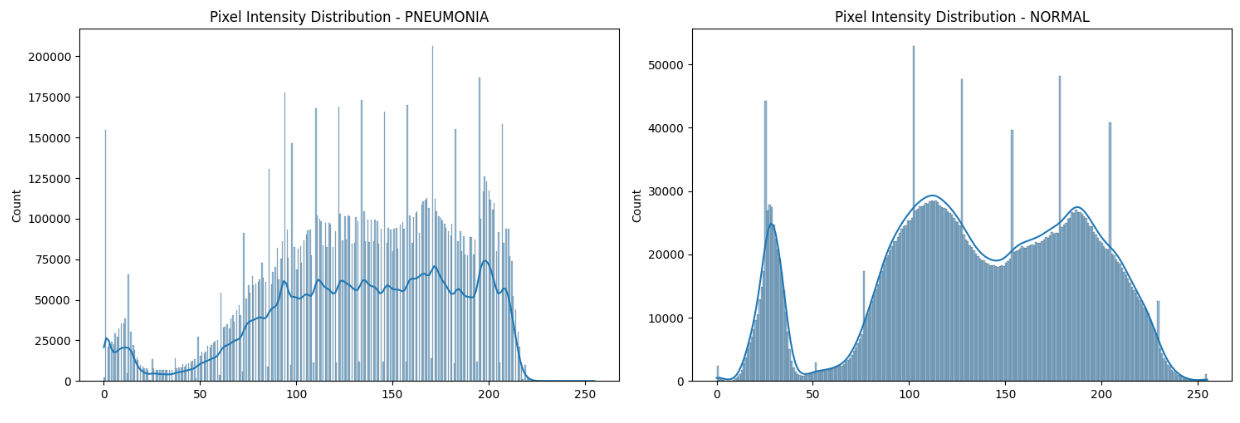 Pixel Intensity Distribution - PNEUMONIA
200000
175000
150000
125000
100000
75000
50000
25000
0
Count
0 50 100 150 200 250
Pixel Intensity Distribution - NORMAL
50000
40000
30000
20000
10000
0
Count
0 50 100 150 200 250